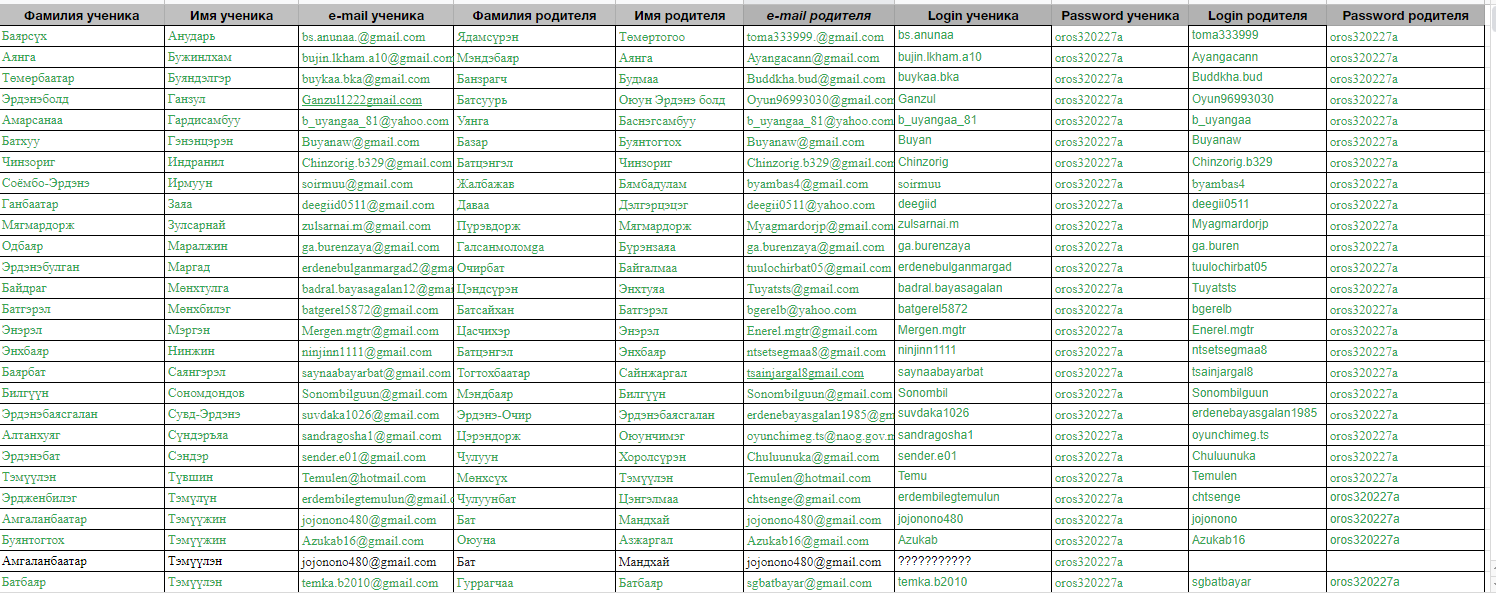 Фамилия ученика Имя ученика e-mail ученика Фамилия родителя Имя родителя e-mail родителя Login ученика Password ученика Login родителя Password родителя
Баярсүх Анударь bs.anunaa.@gmail.com Ядамсүрэн Төмөртогоо toma333999.@gmail.com bs.anunaa oros320227a toma333999 oros320227a
Аянга Бужинлхам bujin.lkham.a10@gmail.com Мэндэбаяр Аянга Ayangacann@gmail.com bujin.lkham.a10 oros320227a Ayangacann oros320227a
Төмөрбаатар Буяндэлгэр buykaa.bka@gmail.com Банзрагч Будмаа Buddkha.bud@gmail.com buykaa.bka oros320227a Buddkha.bud oros320227a
Эрдэнэболд Ганзул Ganzul1222gmail.com Батсуурь Оюун Эрдэнэ болд Oyun96993030@gmail.com Ganzul oros320227a Oyun96993030 oros320227a
Амарсанаа Гардисамбуу b_uyangaa_81@yahoo.com Уянга Баснэгсамбуу b_uyangaa_81@yahoo.com b_uyangaa_81 oros320227a b_uyangaa oros320227a
Батхуу Гэнэнцэрэн Buyanaw@gmail.com Базар Буянтогтох Buyanaw@gmail.com Buyan oros320227a Buyanaw oros320227a
Чинзориг Индранил Chinzorig.b329@gmail.com Батцэнгэл Чинзориг Chinzorig.b329@gmail.com Chinzorig oros320227a Chinzorig.b329 oros320227a
Соёмбо-Эрдэнэ Ирмуун soirmuu@gmail.com Жалбажав Бямбадулам byambas4@gmail.com soirmuu oros320227a byambas4 oros320227a
Ганбаатар Заяа deegiid0511@gmail.com Даваа Дэлгэрцэцэг deegii0511@yahoo.com deegiid oros320227a deegii0511 oros320227a
Мягмардорж Зулсарнай zulsarnai.m@gmail.com Пүрэвдорж Мягмардорж Myagmardorjp@gmail.com zulsarnai.m oros320227a Myagmardorjp oros320227a
Одбаяр Маралжин ga.burenzaya@gmail.com Галсанмоломga Бүрэнзаяа ga.burenzaya@gmail.com ga.burenzaya oros320227a ga.buren oros320227a
Эрдэнэбулган Маргад erdenebulganmargad2@gma Очирбат Байгалмаа tuulochirbat05@gmail.com erdenebulganmargad oros320227a tuulochirbat05 oros320227a
Байдраг Мөнхтулга badral.bayasagalan12@gma Цэндсүрэн Энхтуяа Tuyatsts@gmail.com badral.bayasagalan oros320227a Tuyatsts oros320227a
Батгэрэл Мөнхбилэг batgerel5872@gmail.com Батсайхан Батгэрэл bgerelb@yahoo.com batgerel5872 oros320227a bgerelb oros320227a
Энэрэл Мэргэн Mergen.mgtr@gmail.com Цасчихэр Энэрэл Enerel.mgtr@gmail.com Mergen.mgtr oros320227a Enerel.mgtr oros320227a
Энхбаяр Нинжин ninjinn1111@gmail.com Батцэнгэл Энхбаяр ntsetsegmaa8@gmail.com ninjinn1111 oros320227a ntsetsegmaa8 oros320227a
Баярбат Саянгэрэл saynaabayarbat@gmail.com Тогтохбаатар Сайнжаргал tsainjargal8gmail.com saynaabayarbat oros320227a tsainjargal8 oros320227a
Билгүүн Сономдондов Sonombilguun@gmail.com Мэндбаяр Билгүүн Sonombilguun@gmail.com Sonombil oros320227a Sonombilguun oros320227a
Эрдэнэбаясгалан Сувд-Эрдэнэ suvdaka1026@gmail.com Эрдэнэ-Очир Эрдэнэбаясгалан erdenebayasgalan1985@gm suvdaka1026 oros320227a erdenebayasgalan1985 oros320227a
Алтанхуяг Сүндэръяа sandragosha1@gmail.com Цэрэндорж Оюунчимэг oyunchimeg.ts@naog.gov.m sandragosha1 oros320227a oyunchimeg.ts oros320227a
Эрдэнэбат Сэндэр sender.e01@gmail.com Чулуун Хоролсүрэн Chuluunuka@gmail.com sender.e01 oros320227a Chuluunuka oros320227a
Тэмүүлэн Түвшин Temulen@hotmail.com Мөнхсүх Тэмүүлэн Temulen@hotmail.com Temu oros320227a Temulen oros320227a
Эрдженбилэг Тэмүлүн erdembilegtemulun@gmail.c Чулуунбат Цэнгэлмаа chtsenge@gmail.com erdembilegtemulun oros320227a chtsenge oros320227a
Амгаланбаатар Тэмүүжин jojonono480@gmail.com Бат Мандхай jojonono480@gmail.com jojonono480 oros320227a jojonono oros320227a
Буянтогтох Тэмүүжин Azukab16@gmail.com Оюуна Азжаргал Azukab16@gmail.com Azukab oros320227a Azukab16 oros320227a
Амгаланбаатар Тэмүүлэн jojonono480@gmail.com Бат Мандхай jojonono480@gmail.com ??????????? oros320227a
Батбаяр Тэмүүлэн temka.b2010@gmail.com Гуррагчаа Батбаяр sgbatbayar@gmail.com temka.b2010 oros320227a sgbatbayar oros320227a